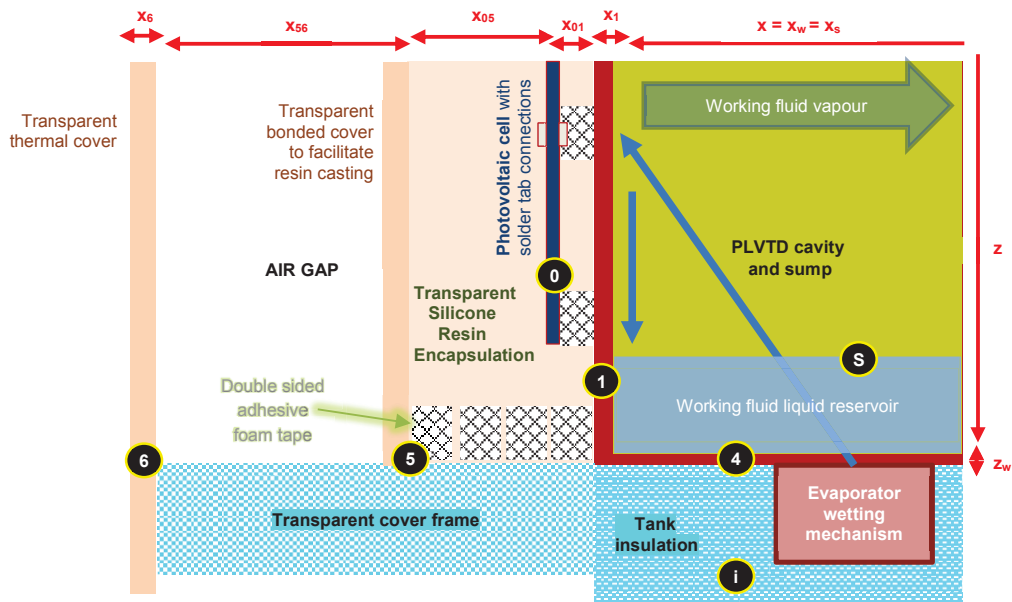 x6
x56
x05
x01
x1
x = xw = xs
Transparent
thermal cover
Transparent
bonded cover
to facilitate
resin casting
Photovoltaic cell with
solder tab connections
Working fluid vapour
AIR GAP
PLVTD cavity
and sump
z
0
Transparent
Silicone
Resin
Encapsulation
S
1
Double sided
adhesive
foam tape
Working fluid liquid reservoir
6
5
4
zw
Transparent cover frame
Tank
insulation
Evaporator
wetting
mechanism
i